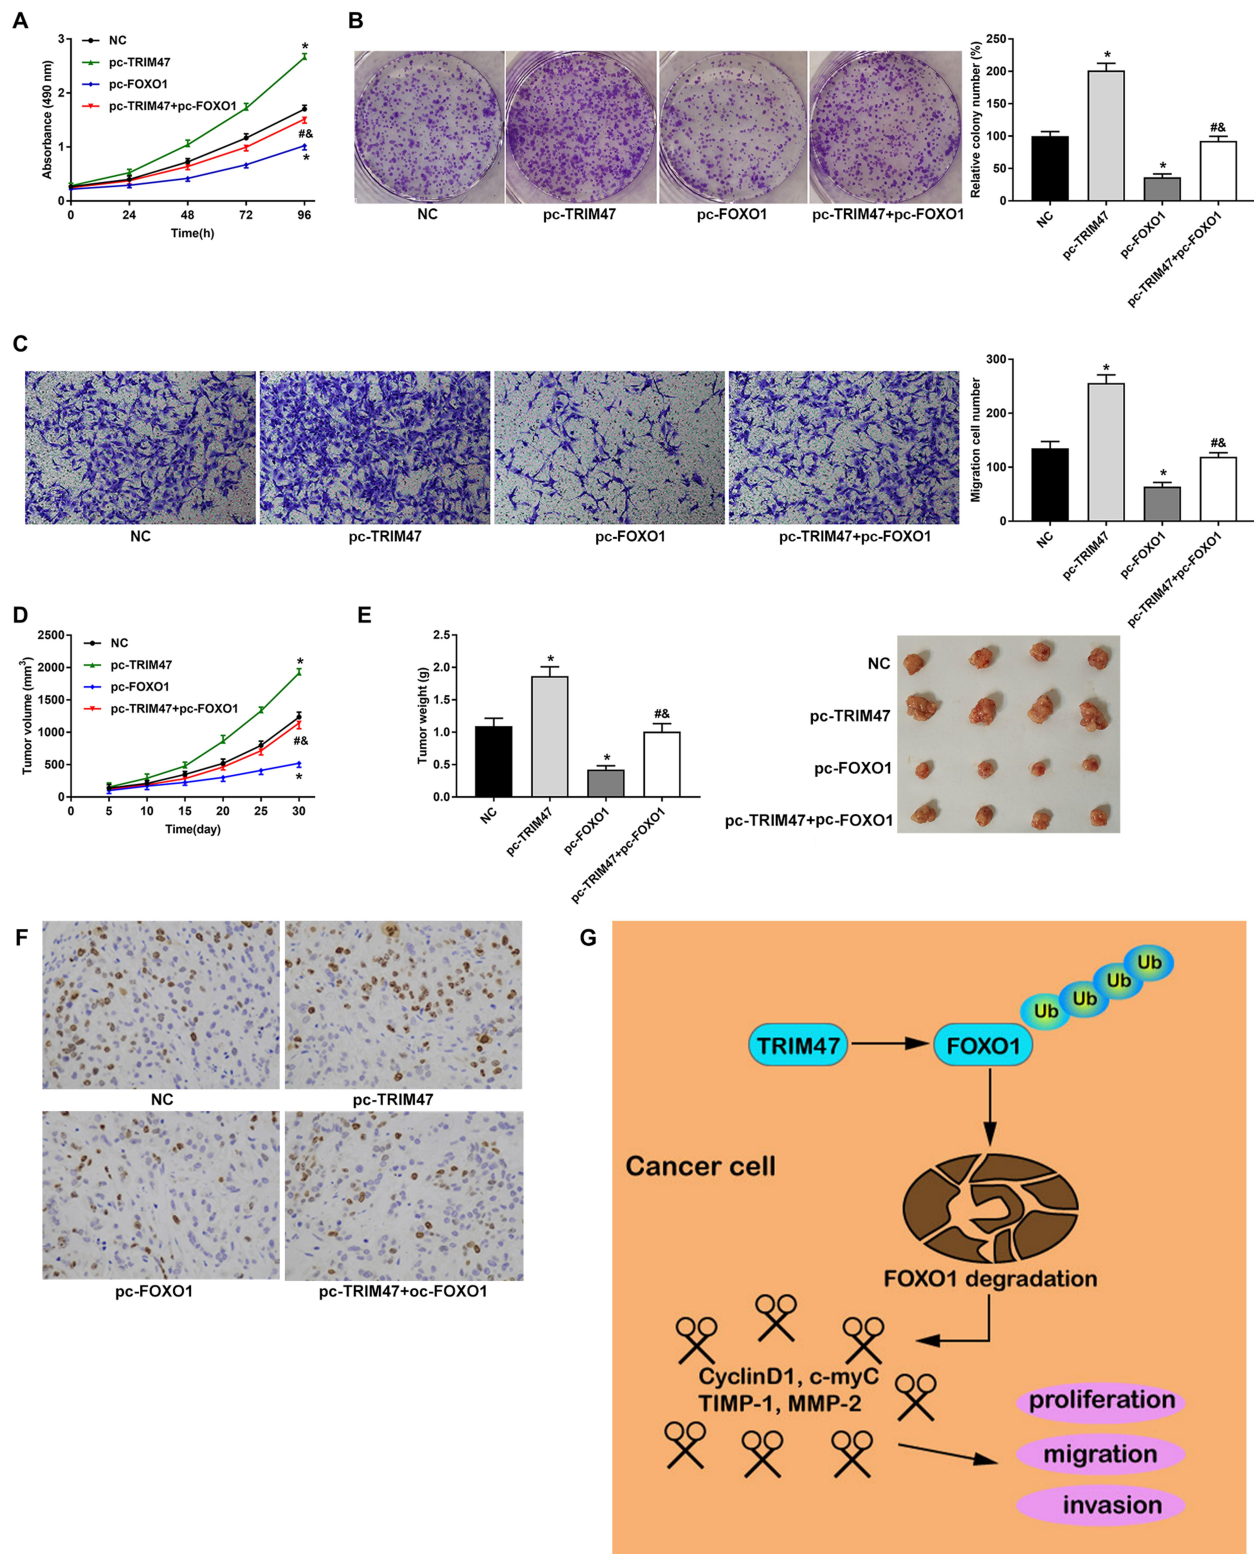 A
Absorbance (490 nm)
3
2
1
0
NC
pc-TRIM47
pc-FOXO1
pc-TRIM47+pc-FOXO1
*
#&
*
0 24 48 72 96
Time(h)
B
NC pc-TRIM47 pc-FOXO1 pc-TRIM47+pc-FOXO1
Relative colony number (%)
250
200
150
100
50
0
*
*
#&
NC pc-TRIM47 pc-FOXO1 pc-TRIM47+pc-FOXO1
C
NC pc-TRIM47 pc-FOXO1 pc-TRIM47+pc-FOXO1
Migration cell number
300
200
100
0
*
*
#&
NC pc-TRIM47 pc-FOXO1 pc-TRIM47+pc-FOXO1
D
Tumor volume (mm3)
2500
2000
1500
1000
500
0
NC
pc-TRIM47
pc-FOXO1
pc-TRIM47+pc-FOXO1
*
#&
*
0 5 10 15 20 25 30
Time(day)
E
Tumor weight (g)
2.5
2.0
1.5
1.0
0.5
0.0
*
*
#&
NC pc-TRIM47 pc-FOXO1 pc-TRIM47+pc-FOXO1
NC
pc-TRIM47
pc-FOXO1
pc-TRIM47+pc-FOXO1
F
NC pc-TRIM47
pc-FOXO1 pc-TRIM47+oc-FOXO1
G
Ub
Ub
Ub
Ub
TRIM47 FOXO1
Cancer cell
FOXO1 degradation
CyclinD1, c-myC
TIMP-1, MMP-2
proliferation
migration
invasion